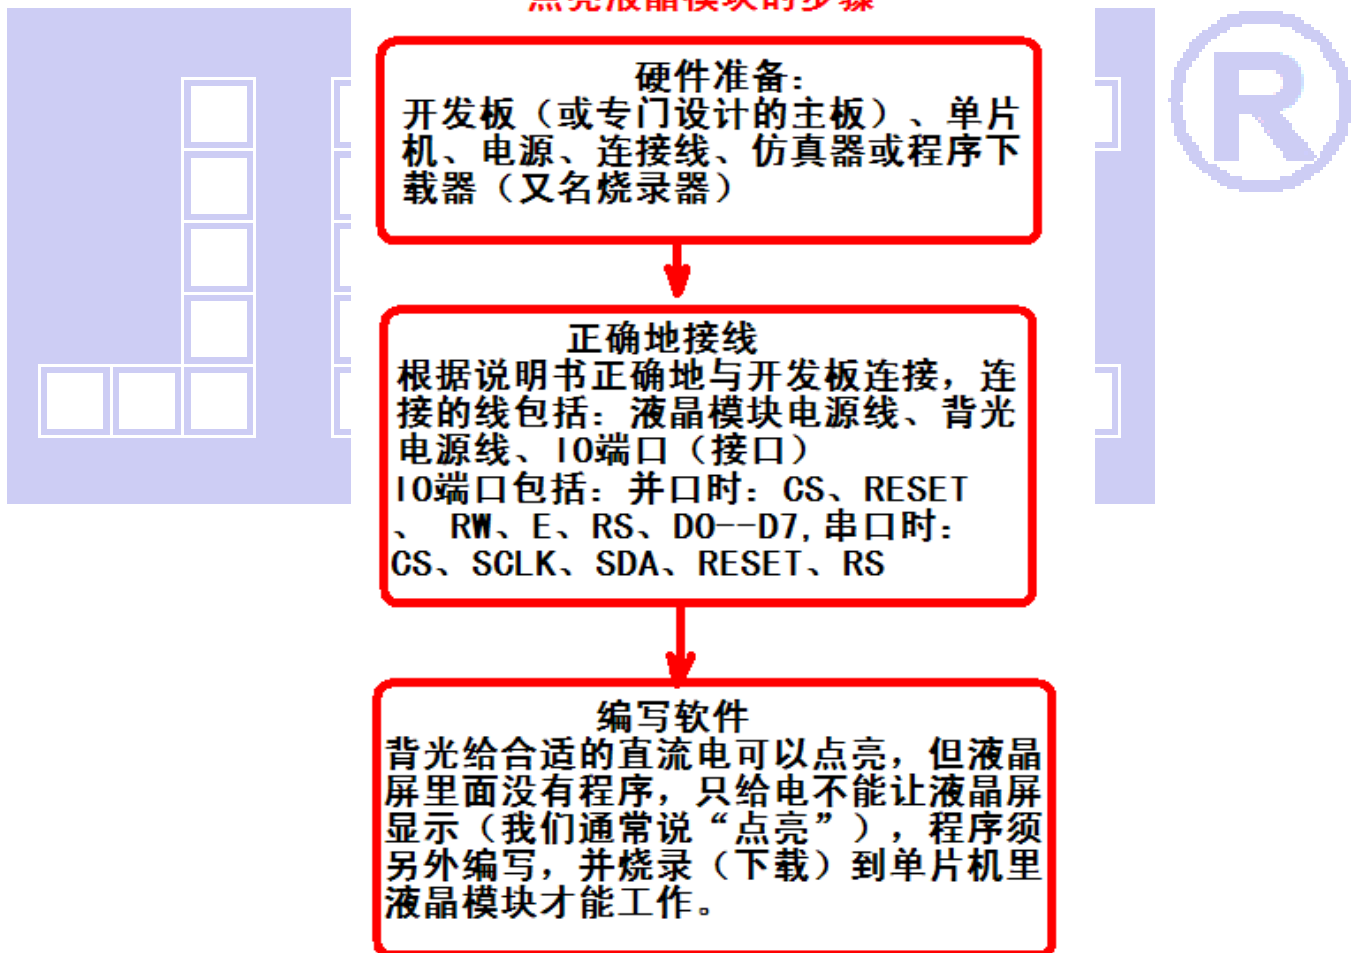 点亮液晶模块的步骤
R
硬件准备：
开发板（或专门设计的主板）、单片
机、电源、连接线、仿真器或程序下
载器（又名烧录器）
正确地接线
根据说明书正确地与开发板连接，连
接的线包括：液晶模块电源线、背光
电源线、IO端口（接口）
IO端口包括：并口时：CS、RESET
、 RW、E、RS、D0--D7,串口时：
CS、SCLK、SDA、RESET、RS
编写软件
背光给合适的直流电可以点亮，但液晶
屏里面没有程序，只给电不能让液晶屏
显示（我们通常说“点亮”），程序须
另外编写，并烧录（下载）到单片机里
液晶模块才能工作。